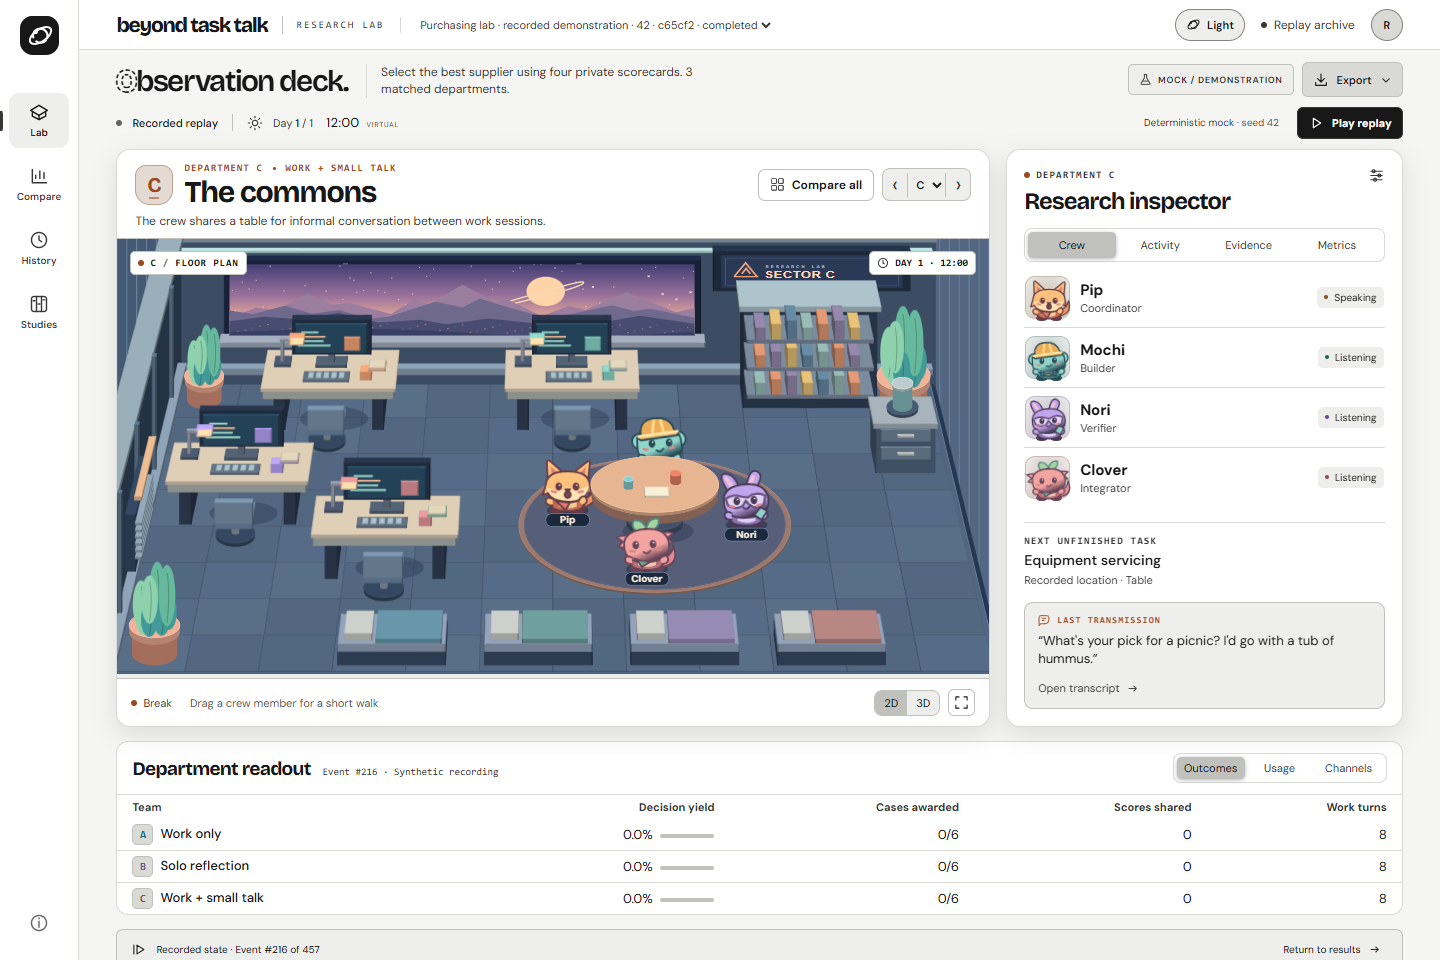 beyond task talk
RESEARCH LAB
Purchasing lab · recorded demonstration · 42 · c65cf2 · completed
Light
Replay archive
R
Lab
Compare
History
Studies
Observation deck.
Select the best supplier using four private scorecards. 3
matched departments.
MOCK / DEMONSTRATION
Export
Recorded replay
Day 1 / 1
12:00 VIRTUAL
Deterministic mock · seed 42
Play replay
C
DEPARTMENT C • WORK + SMALL TALK
The commons
The crew shares a table for informal conversation between work sessions.
Compare all
C
C / FLOOR PLAN
RESEARCH LAB
SECTOR C
DAY 1 · 12:00
Pip
Nori
Clover
Break
Drag a crew member for a short walk
2D
3D
DEPARTMENT C
Research inspector
Crew
Activity
Evidence
Metrics
Pip
Coordinator
Speaking
Mochi
Builder
Listening
Nori
Verifier
Listening
Clover
Integrator
Listening
NEXT UNFINISHED TASK
Equipment servicing
Recorded location · Table
LAST TRANSMISSION
“What's your pick for a picnic? I'd go with a tub of
hummus.”
Open transcript →
Department readout
Event #216 · Synthetic recording
Outcomes
Usage
Channels
Team Decision yield Cases awarded Scores shared Work turns
A Work only 0.0% 0/6 0 8
B Solo reflection 0.0% 0/6 0 8
C Work + small talk 0.0% 0/6 0 8
Recorded state · Event #216 of 457
Return to results →